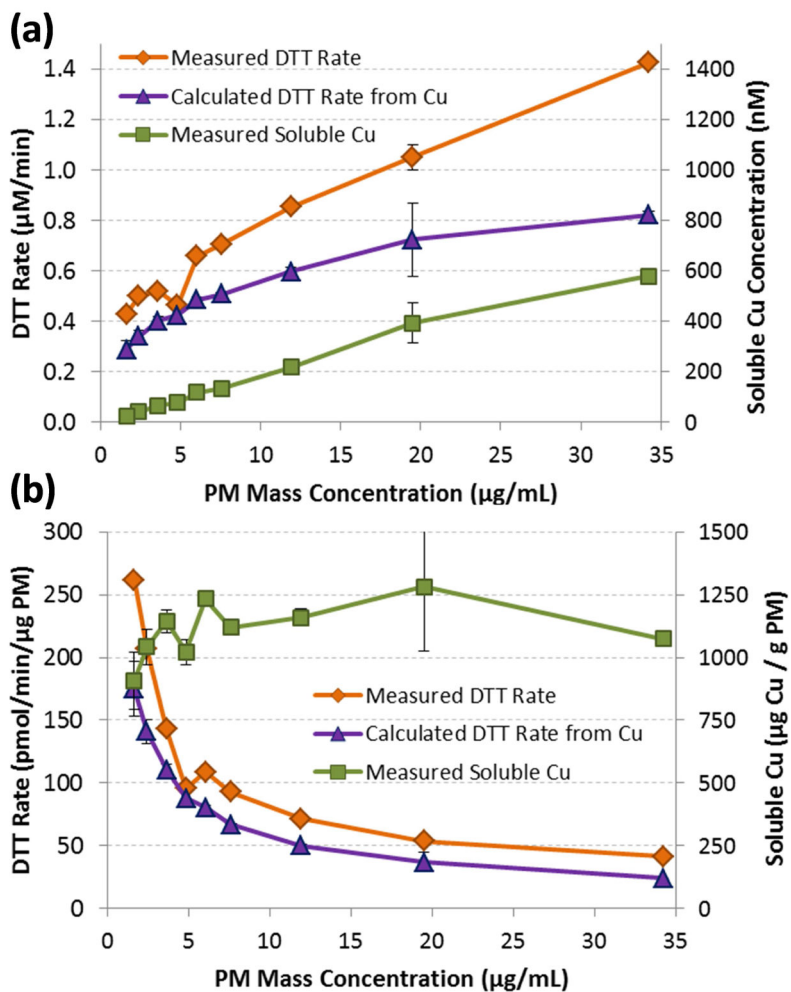 (a)
Measured DTT Rate
Calculated DTT Rate from Cu
Measured Soluble Cu
DTT Rate (µM/min)
1.4
1.2
1.0
0.8
0.6
0.4
0.2
0.0
1400
1200
1000
800
600
400
200
0
Soluble Cu Concentration (nM)
0 5 10 15 20 25 30 35
PM Mass Concentration (µg/mL)
(b)
DTT Rate (pmol/min/µg PM)
300
250
200
150
100
50
0
Measured DTT Rate
Calculated DTT Rate from Cu
Measured Soluble Cu
1500
1250
1000
750
500
250
0
Soluble Cu (µg Cu / g PM)
0 5 10 15 20 25 30 35
PM Mass Concentration (µg/mL)